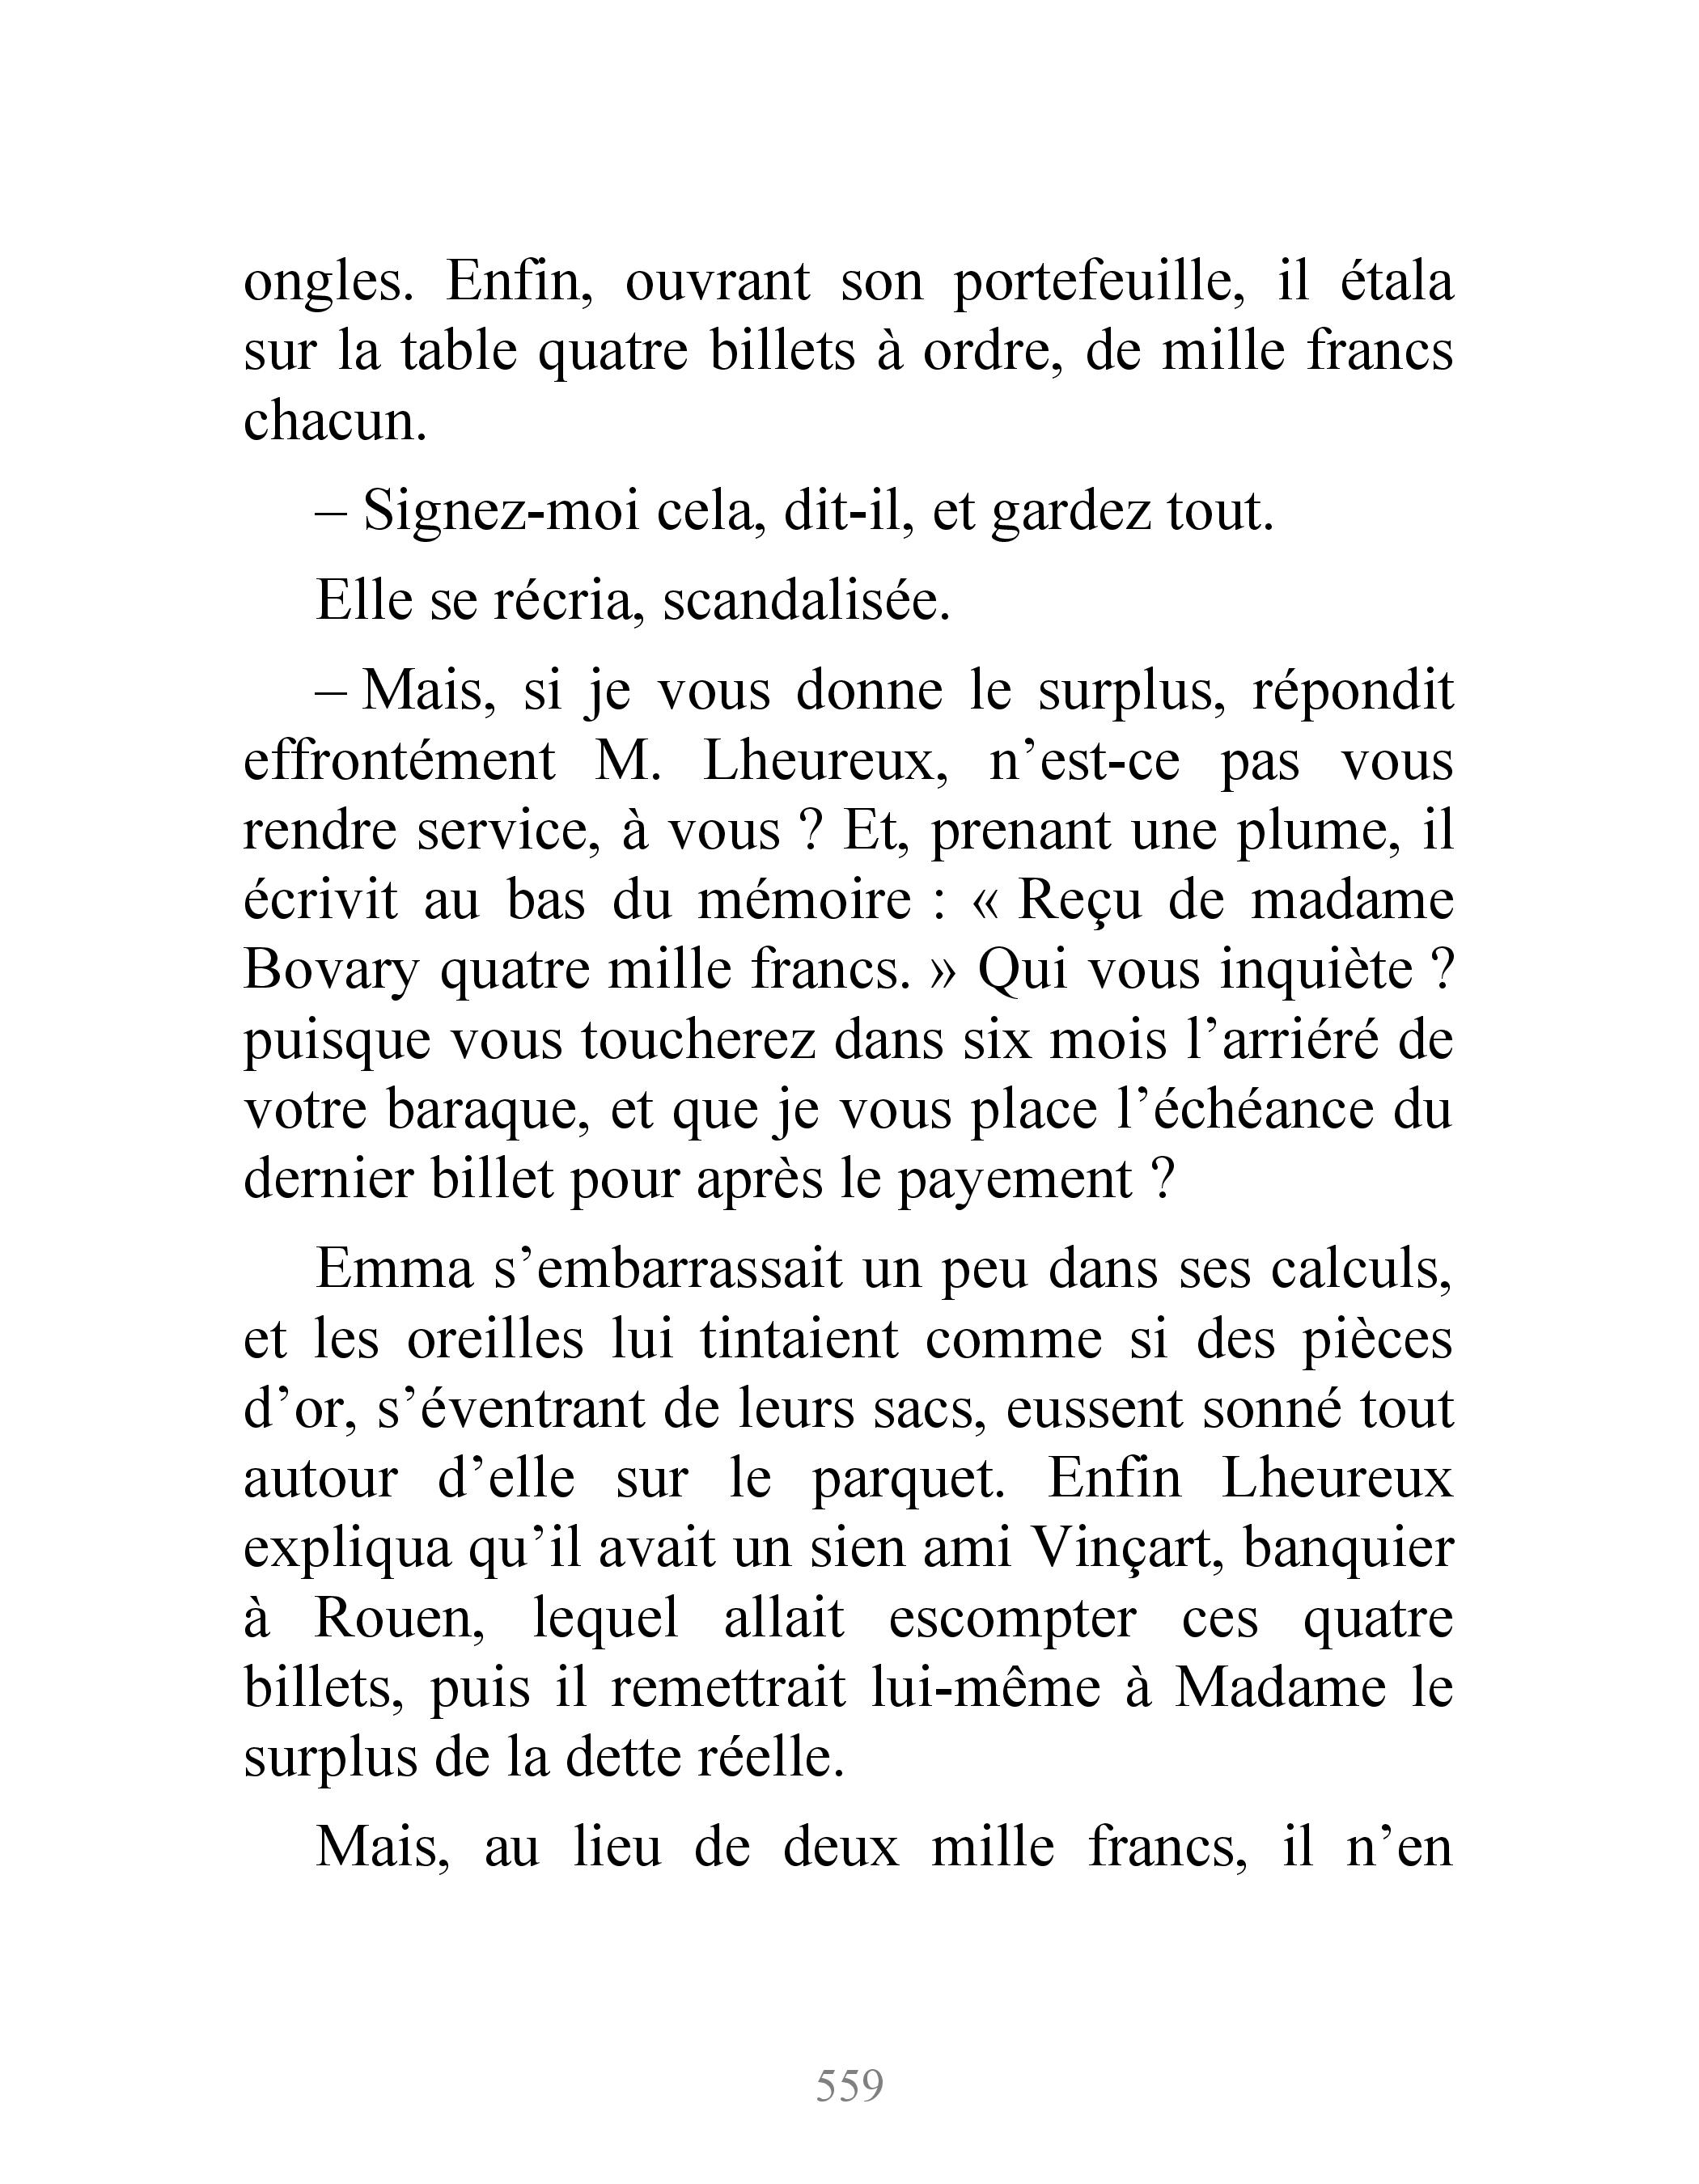 ongles. Enfin, ouvrant son portefeuille, il étala
sur la table quatre billets à ordre, de mille francs
chacun.
– Signez-moi cela, dit-il, et gardez tout.
Elle se récria, scandalisée.
– Mais, si je vous donne le surplus, répondit
effrontément M. Lheureux, n’est-ce pas vous
rendre service, à vous ? Et, prenant une plume, il
écrivit au bas du mémoire : « Reçu de madame
Bovary quatre mille francs. » Qui vous inquiète ?
puisque vous toucherez dans six mois l’arriéré de
votre baraque, et que je vous place l’échéance du
dernier billet pour après le payement ?
Emma s’embarrassait un peu dans ses calculs,
et les oreilles lui tintaient comme si des pièces
d’or, s’éventrant de leurs sacs, eussent sonné tout
autour d’elle sur le parquet. Enfin Lheureux
expliqua qu’il avait un sien ami Vinçart, banquier
à Rouen, lequel allait escompter ces quatre
billets, puis il remettrait lui-même à Madame le
surplus de la dette réelle.
Mais, au lieu de deux mille francs, il n’en
559